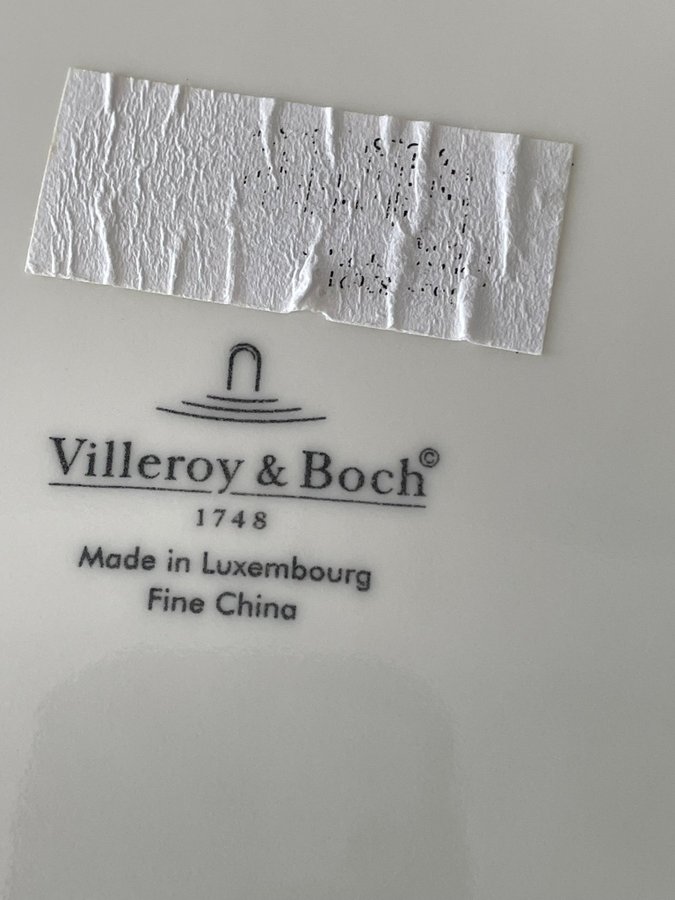 Villeroy & Boch©
1748
Made in Luxembourg
Fine China